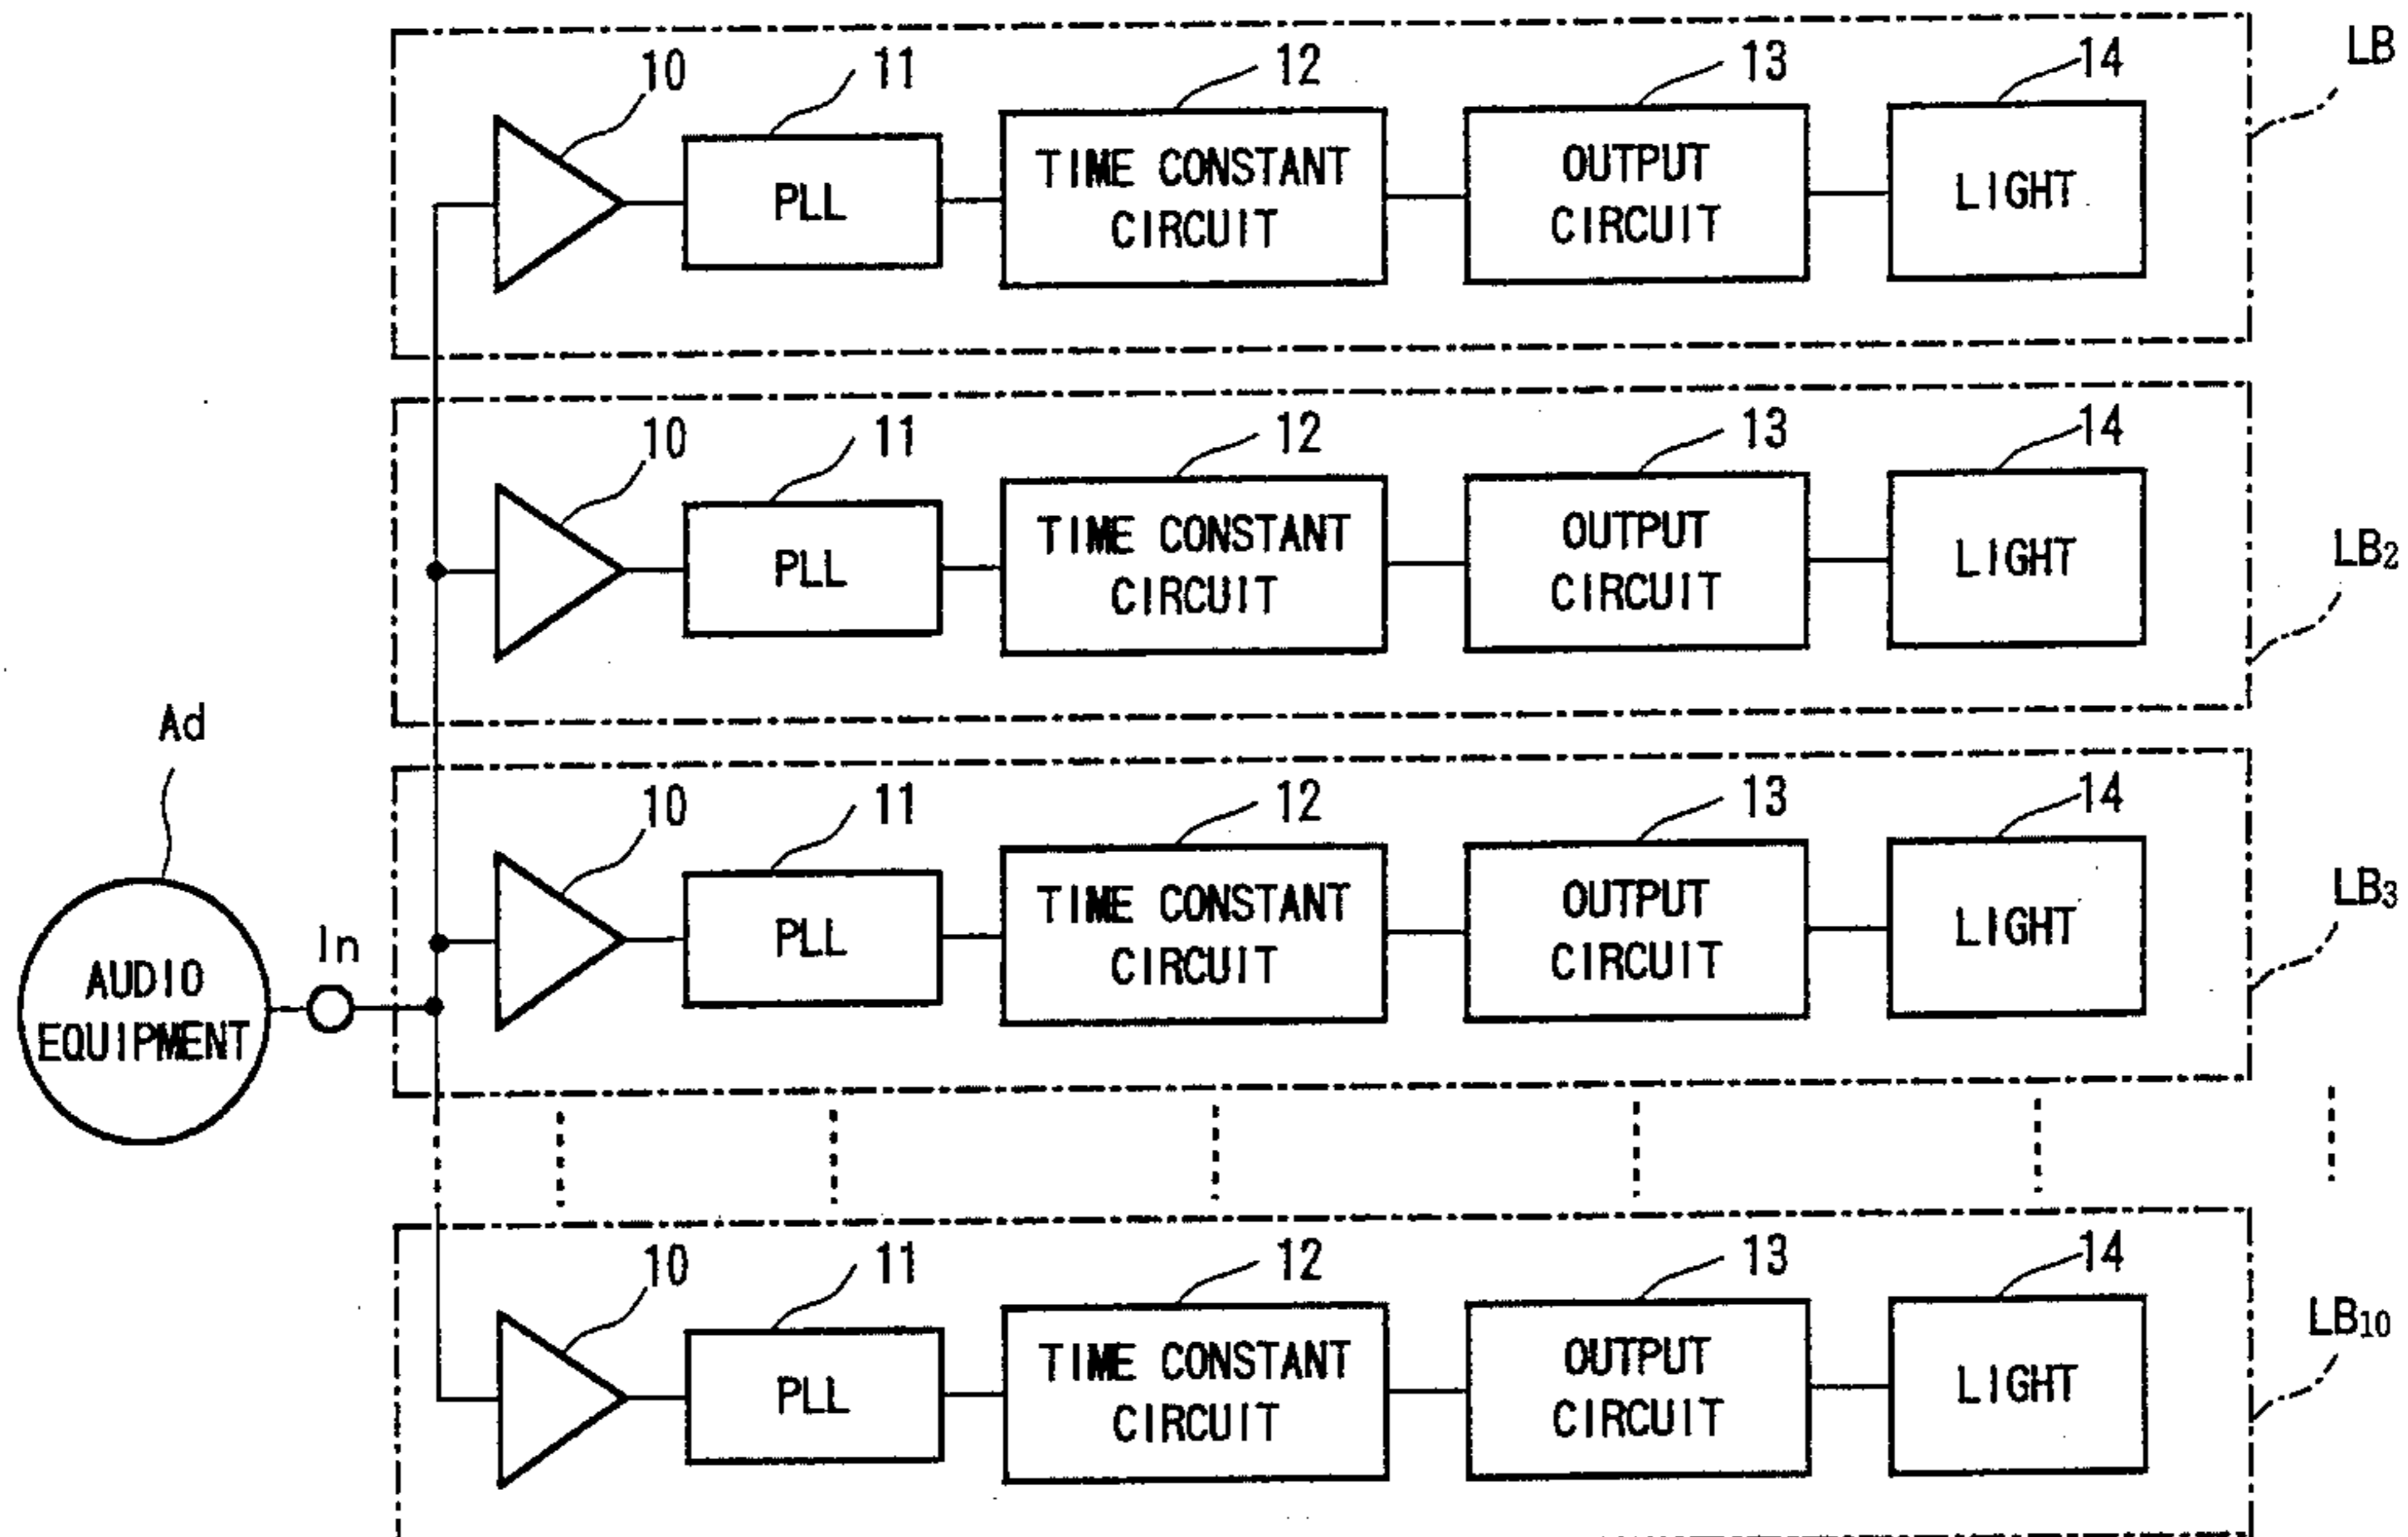 10 11 12 13 14 LB
PLL
TIME CONSTANT
CIRCUIT
OUTPUT
CIRCUIT
LIGHT
10 11 12 13 14
PLL
TIME CONSTANT
CIRCUIT
OUTPUT
CIRCUIT
LIGHT
LB2
Ad
10 11 12 13 14
PLL
TIME CONSTANT
CIRCUIT
OUTPUT
CIRCUIT
LIGHT
LB3
In
AUDIO
EQUIPMENT
10 11 12 13 14
PLL
TIME CONSTANT
CIRCUIT
OUTPUT
CIRCUIT
LIGHT
LB10